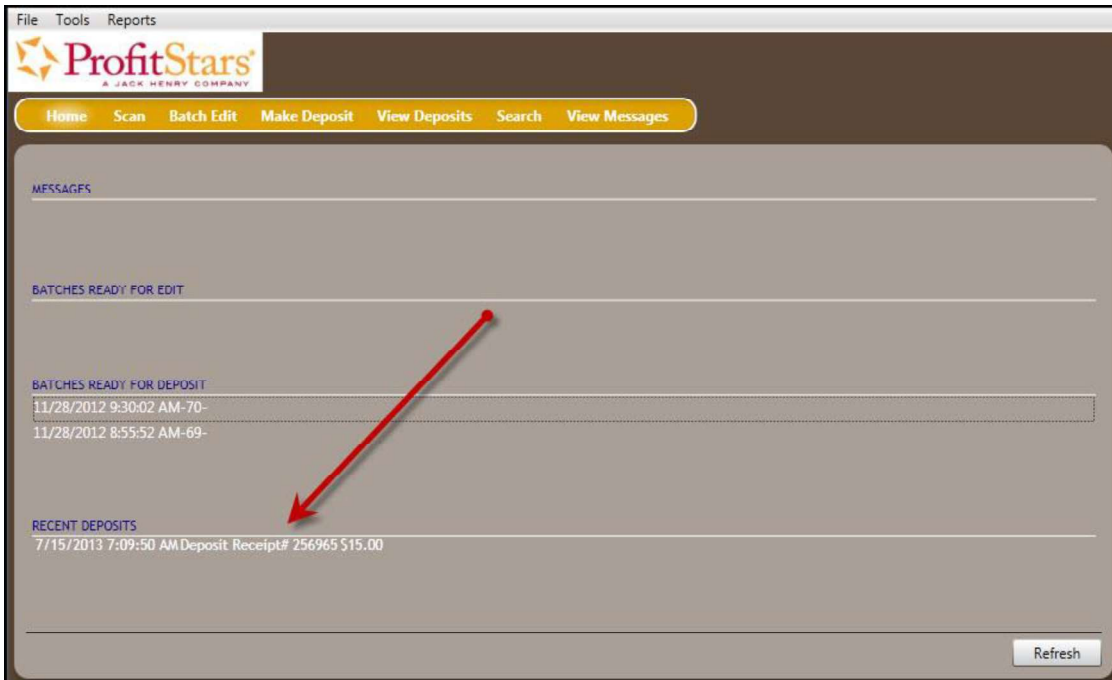 File Tools Reports
ProfitStars®
A JACK HENRY COMPANY
Home Scan Batch Edit Make Deposit View Deposits Search View Messages
MESSAGES
BATCHES READY FOR EDIT
BATCHES READY FOR DEPOSIT
11/28/2012 9:30:02 AM-70-
11/28/2012 8:55:52 AM-69-
RECENT DEPOSITS
7/15/2013 7:09:50 AM Deposit Receipt# 256965 $15.00
Refresh